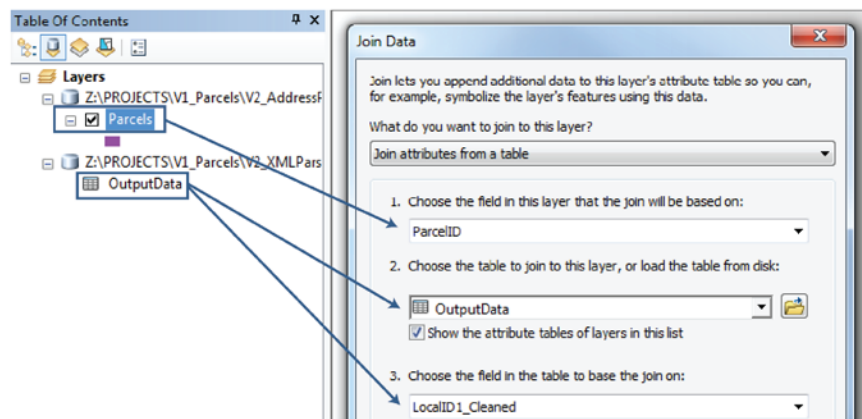 Table Of Contents
Layers
Z:\PROJECTS\V1_Parcels\V2_AddressF
Parcels
Z:\PROJECTS\V1_Parcels\V2_XMLPars
OutputData
Join Data
Join lets you append additional data to this layer's attribute table so you can,
for example, symbolize the layer's features using this data.
What do you want to join to this layer?
Join attributes from a table
1. Choose the field in this layer that the join will be based on:
ParcelID
2. Choose the table to join to this layer, or load the table from disk:
OutputData
Show the attribute tables of layers in this list
3. Choose the field in the table to base the join on:
LocalID1_Cleaned